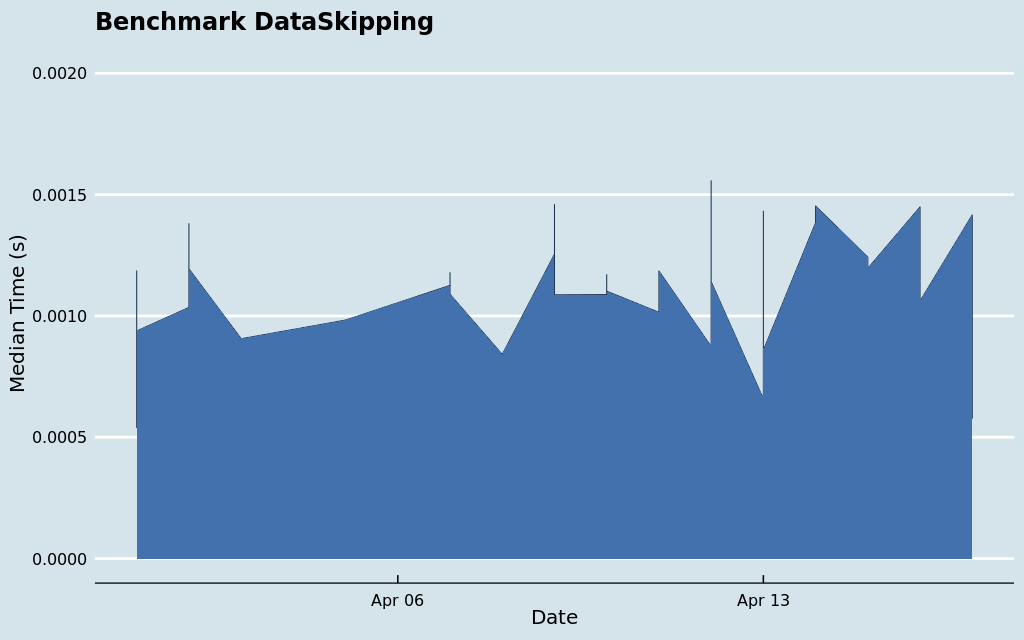 Benchmark DataSkipping
0.0020
0.0015
0.0010
0.0005
0.0000
Median Time (s)
Apr 06
Apr 13
Date